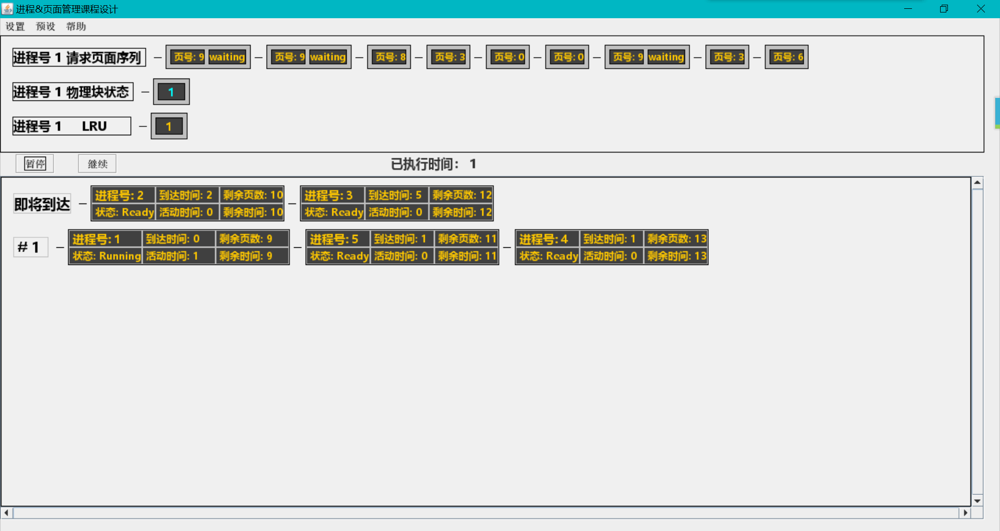 进程&页面管理课程设计
设置 预设 帮助
进程号 1 请求页面序列 页号: 9 waiting 页号: 9 waiting 页号: 8 页号: 3 页号: 0 页号: 0 页号: 9 waiting 页号: 3 页号: 6
进程号 1 物理块状态 1
进程号 1 LRU 1
暂停 继续 已执行时间： 1
即将到达
进程号: 2 到达时间: 2 剩余页数: 10 进程号: 3 到达时间: 5 剩余页数: 12
状态: Ready 活动时间: 0 剩余时间: 10 状态: Ready 活动时间: 0 剩余时间: 12
# 1
进程号: 1 到达时间: 0 剩余页数: 9 进程号: 5 到达时间: 1 剩余页数: 11 进程号: 4 到达时间: 1 剩余页数: 13
状态: Running 活动时间: 1 剩余时间: 9 状态: Ready 活动时间: 0 剩余时间: 11 状态: Ready 活动时间: 0 剩余时间: 13